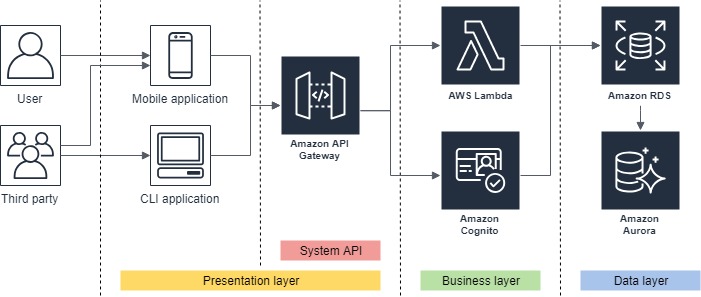 User
Mobile application
Third party
CLI application
Amazon API
Gateway
AWS Lambda
Amazon
Cognito
Amazon RDS
Amazon
Aurora
System API
Presentation layer
Business layer
Data layer